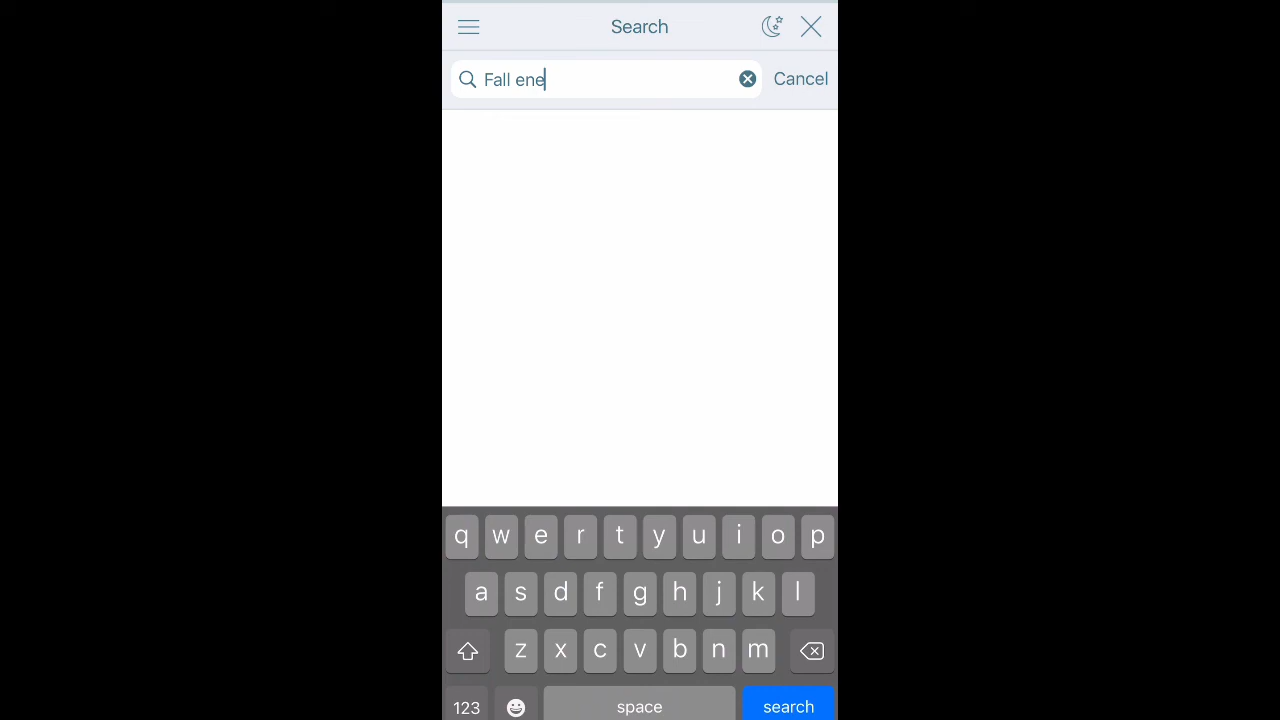 Search
Fall ene
Cancel
q w e r t y u i o p
a s d f g h j k l
z x c v b n m
123 space search